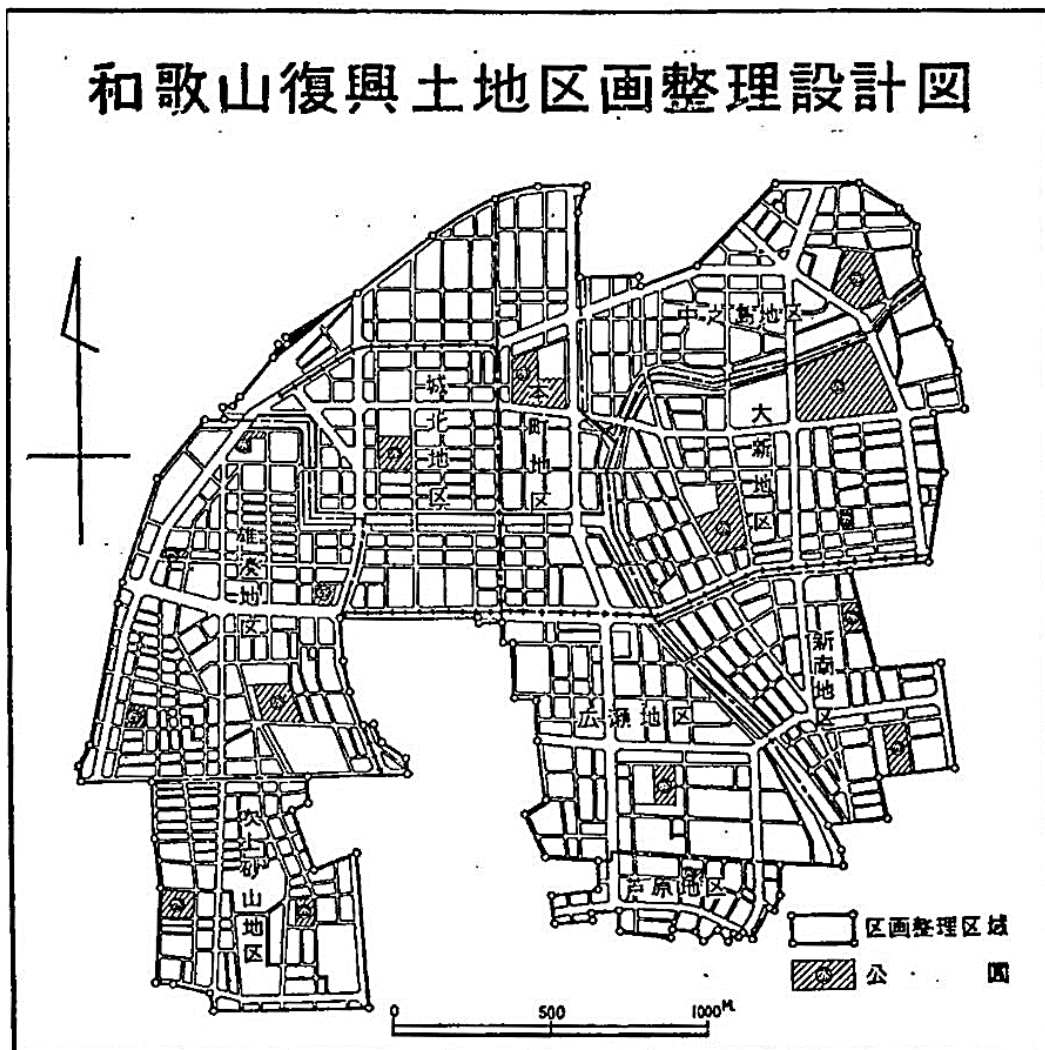 和歌山復興土地区画整理設計図
中之島地区
城北地区
本町地区
大新地区
雄湊地区
新南地区
広瀬地区
吹上砂山地区
芦原地区
区画整理区域
公園
0 500 1000M